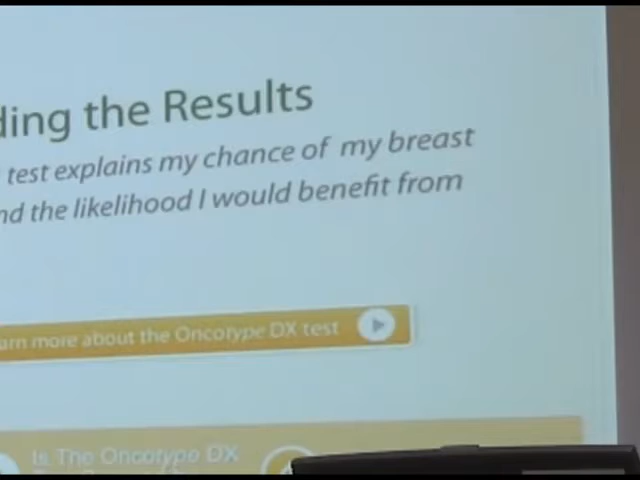 ding the Results
test explains my chance of my breast
nd the likelihood I would benefit from
arn more about the Oncotype DX test
Is The Oncotype DX